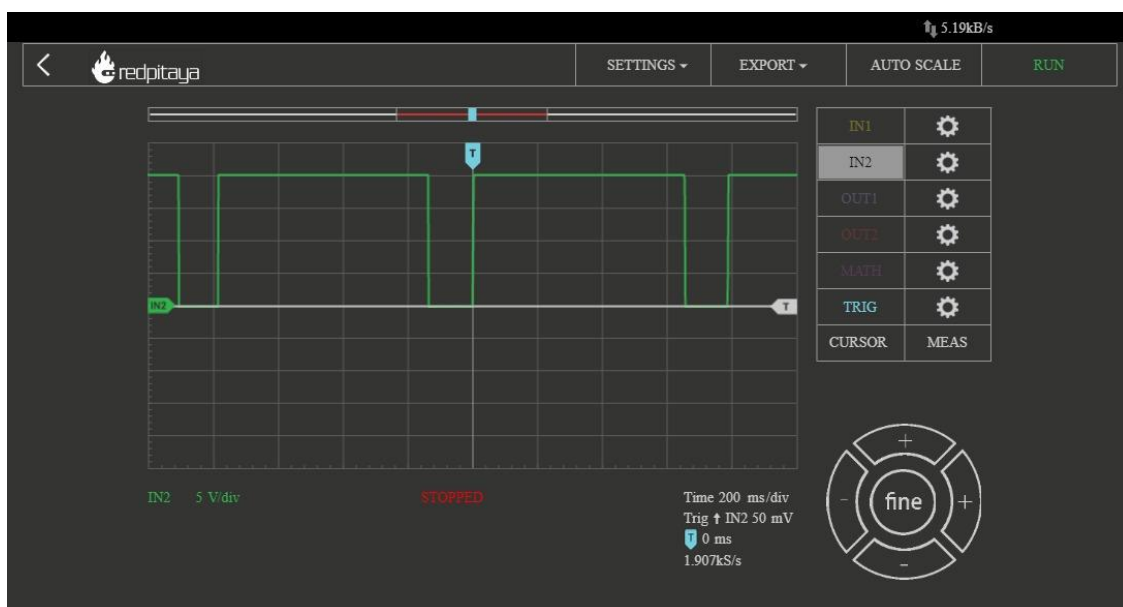 5.19kB/s
redpitaya SETTINGS EXPORT AUTO SCALE RUN
T
IN1
IN2
OUT1
OUT2
MATH
IN2 T TRIG
CURSOR MEAS
+
- fine +
-
IN2 5 V/div STOPPED Time 200 ms/div
Trig ↑ IN2 50 mV
T 0 ms
1.907kS/s